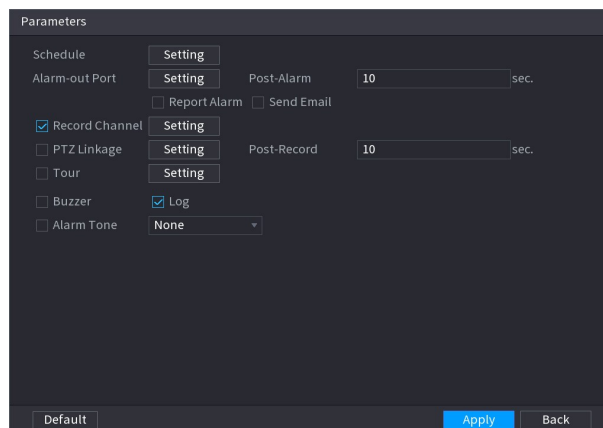 Parameters
Schedule Setting
Alarm-out Port Setting Post-Alarm 10 sec.
Report Alarm Send Email
Record Channel Setting
PTZ Linkage Setting Post-Record 10 sec.
Tour Setting
Buzzer Log
Alarm Tone None
Default Apply Back